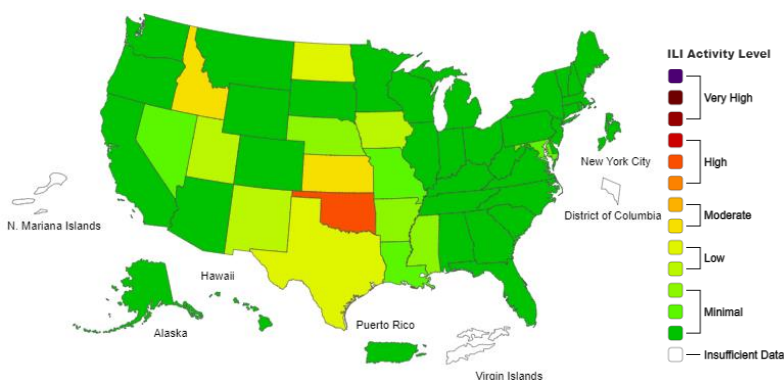 ILI Activity Level
Very High
High
Moderate
Low
Minimal
Insufficient Data
New York City
District of Columbia
N. Mariana Islands
Hawaii
Alaska
Puerto Rico
Virgin Islands